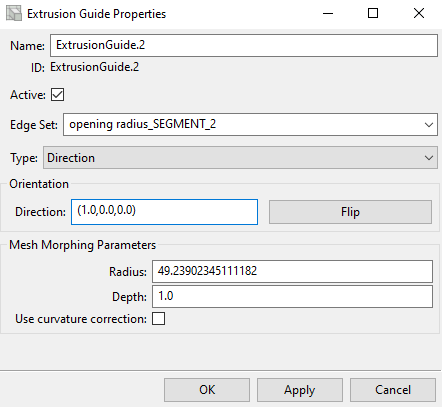 Extrusion Guide Properties
Name: ExtrusionGuide.2
ID: ExtrusionGuide.2
Active:
Edge Set: opening radius_SEGMENT_2
Type: Direction
Orientation
Direction: (1.0,0.0,0.0) Flip
Mesh Morphing Parameters
Radius: 49.23902345111182
Depth: 1.0
Use curvature correction:
OK Apply Cancel